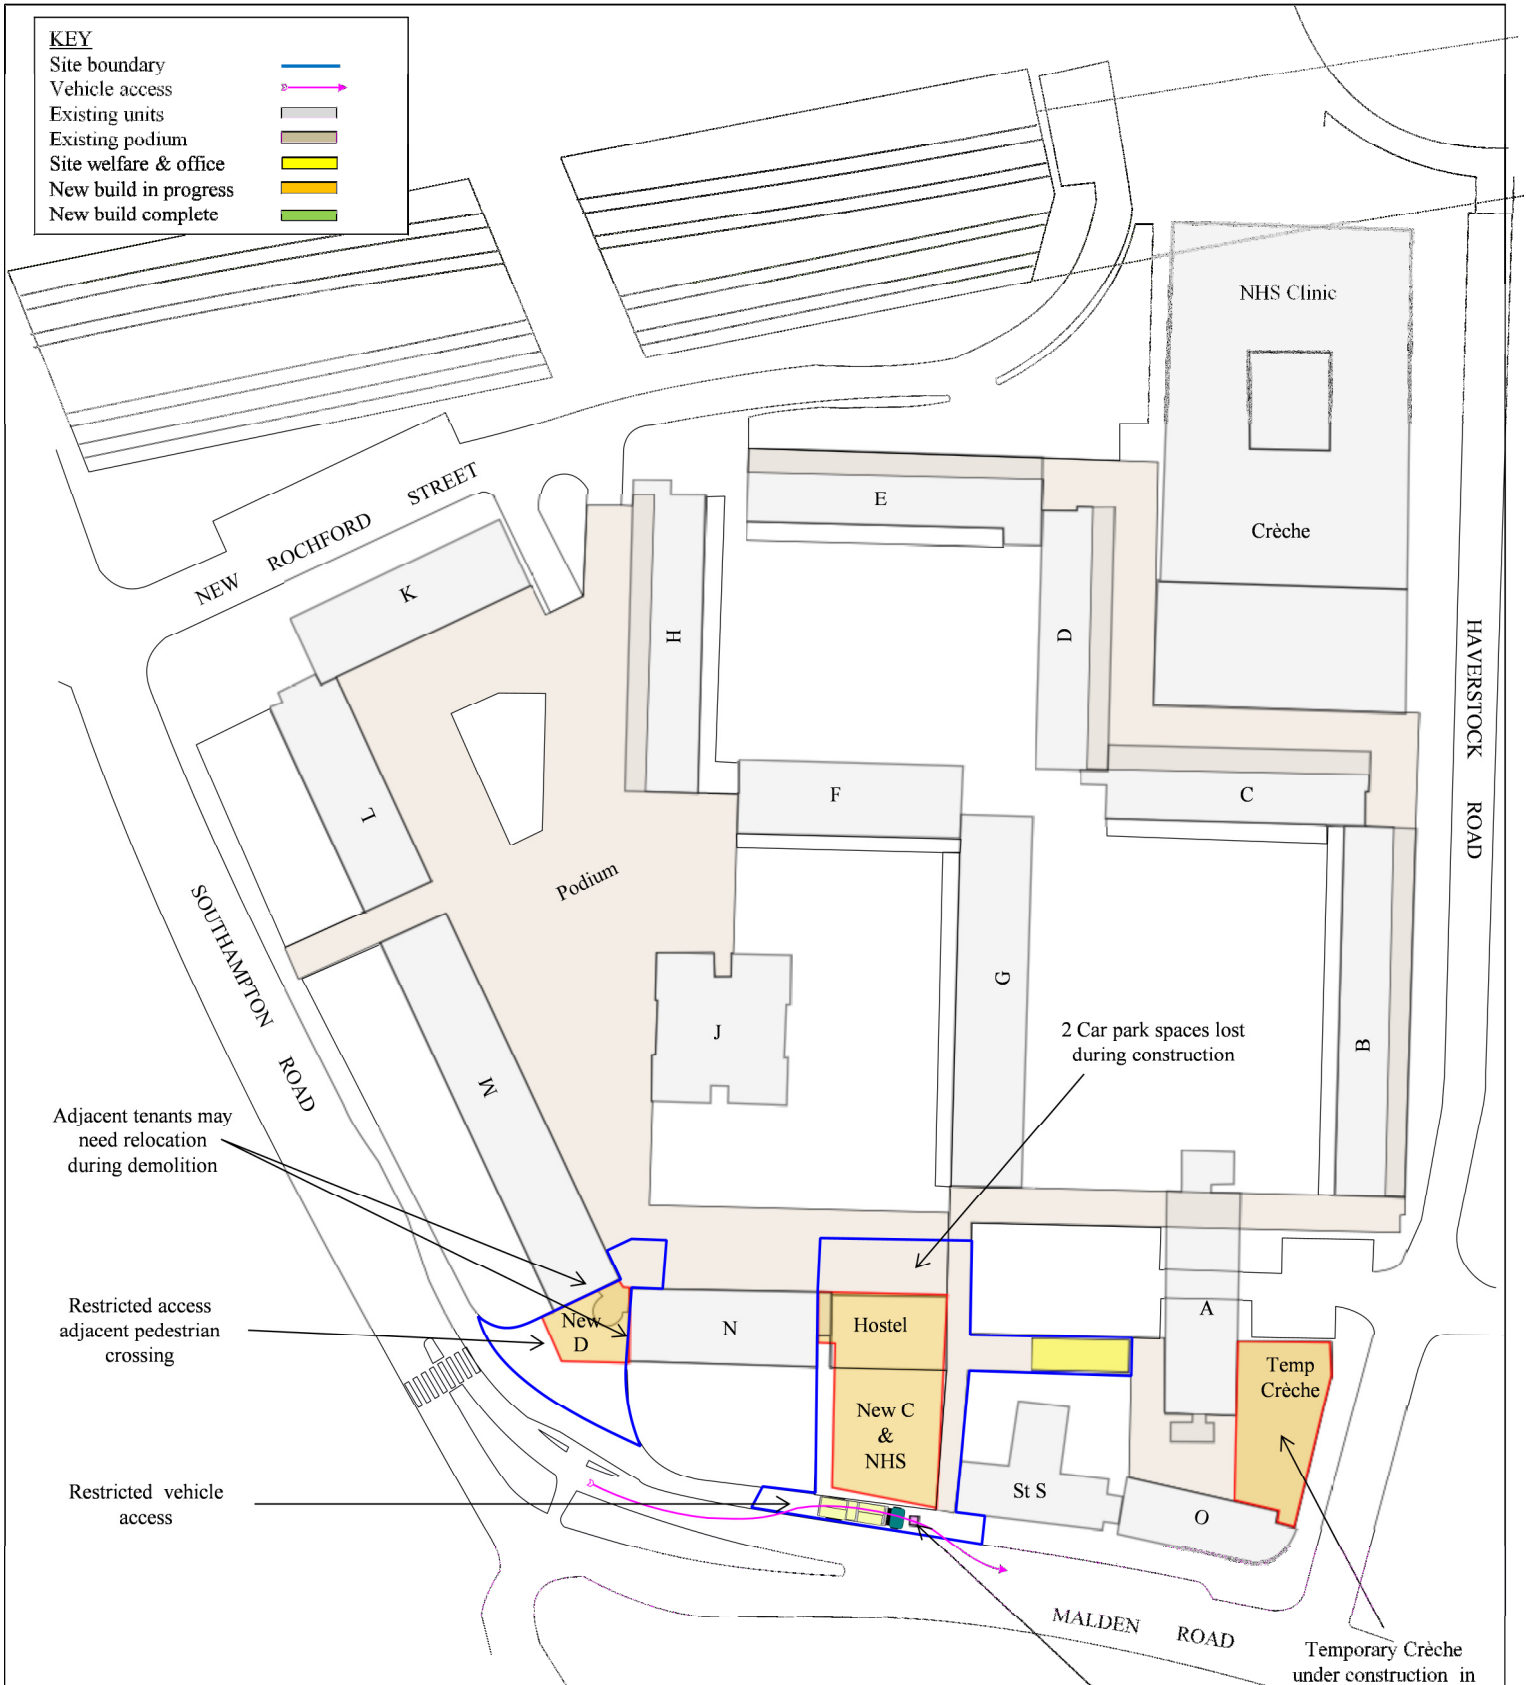 KEY
Site boundary
Vehicle access
Existing units
Existing podium
Site welfare & office
New build in progress
New build complete
NHS Clinic
Crèche
NEW ROCHFORD STREET
E
K
H
D
HAVERSTOCK ROAD
L
F
C
Podium
SOUTHAMPTON ROAD
G
J
M
B
2 Car park spaces lost
during construction
Adjacent tenants may
need relocation
during demolition
Restricted access
adjacent pedestrian
crossing
New
D
N
Hostel
A
Temp
Crèche
New C
&
NHS
Restricted vehicle
access
St S
O
MALDEN ROAD
Temporary Crèche
under construction in